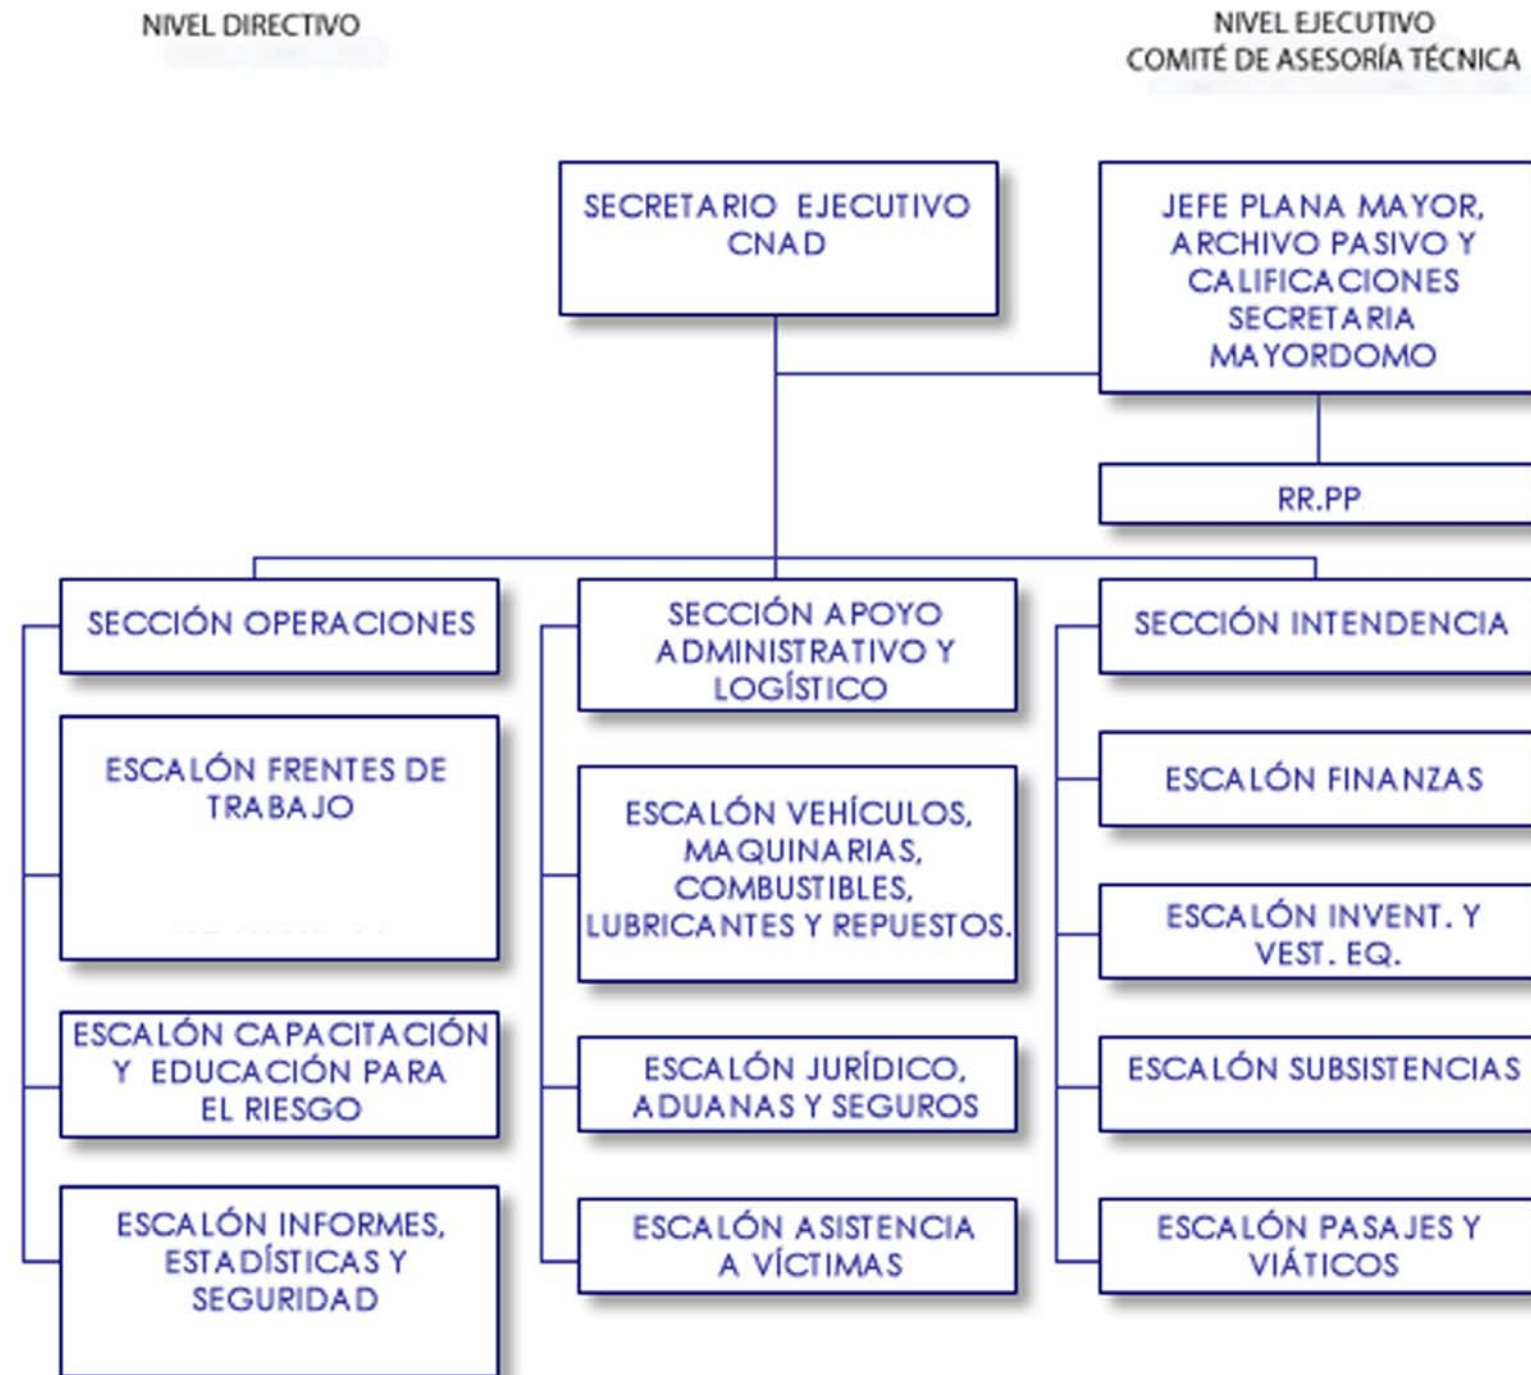 NIVEL DIRECTIVO
NIVEL EJECUTIVO
COMITÉ DE ASESORÍA TÉCNICA
SECRETARIO EJECUTIVO
CNAD
JEFE PLANA MAYOR,
ARCHIVO PASIVO Y
CALIFICACIONES
SECRETARIA
MAYORDOMO
RR.PP
SECCIÓN OPERACIONES
ESCALÓN FRENTES DE
TRABAJO
ESCALÓN CAPACITACIÓN
Y EDUCACIÓN PARA
EL RIESGO
ESCALÓN INFORMES,
ESTADÍSTICAS Y
SEGURIDAD
SECCIÓN APOYO
ADMINISTRATIVO Y
LOGÍSTICO
ESCALÓN VEHÍCULOS,
MAQUINARIAS,
COMBUSTIBLES,
LUBRICANTES Y REPUESTOS.
ESCALÓN JURÍDICO,
ADUANAS Y SEGUROS
ESCALÓN ASISTENCIA
A VÍCTIMAS
SECCIÓN INTENDENCIA
ESCALÓN FINANZAS
ESCALÓN INVENT. Y
VEST. EQ.
ESCALÓN SUBSISTENCIAS
ESCALÓN PASAJES Y
VIÁTICOS